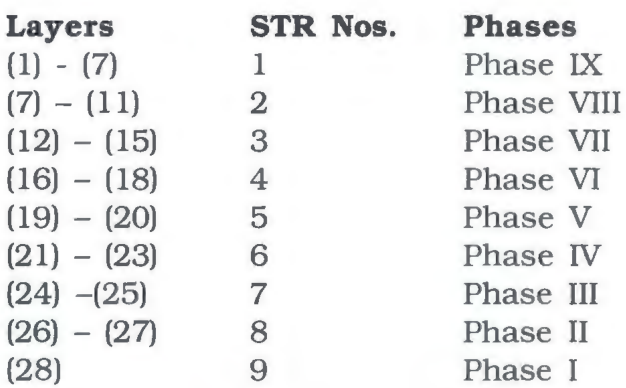 Layers STR Nos. Phases
(1) - (7) 1 Phase IX
(7) – (11) 2 Phase VIII
(12) – (15) 3 Phase VII
(16) – (18) 4 Phase VI
(19) – (20) 5 Phase V
(21) – (23) 6 Phase IV
(24) –(25) 7 Phase III
(26) – (27) 8 Phase II
(28) 9 Phase I